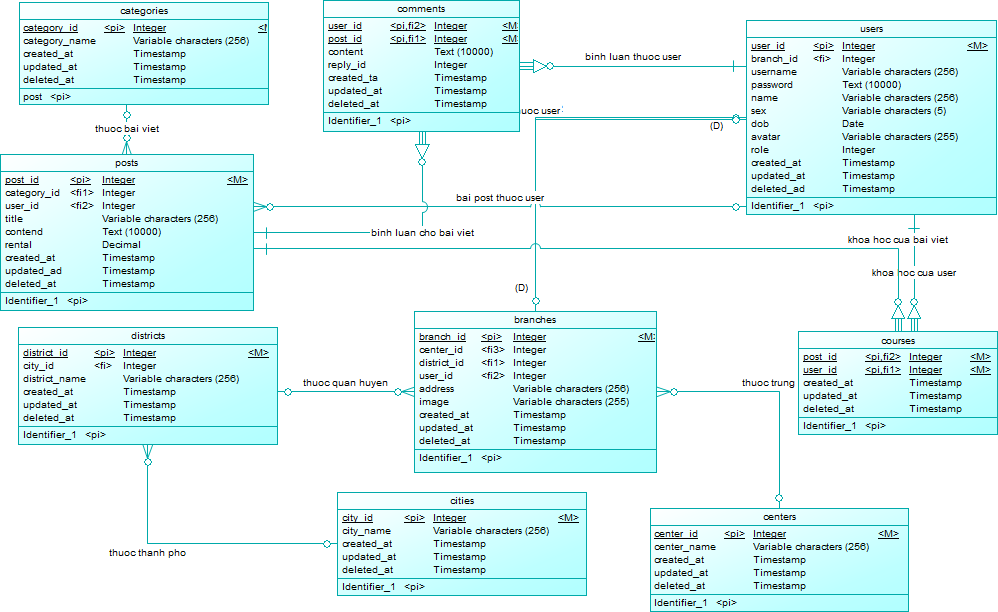 categories
category_id <pi> Integer
category_name Variable characters (256)
created_at Timestamp
updated_at Timestamp
deleted_at Timestamp
post <pi>
comments
user_id <pi,fi2> Integer <M
post_id <pi,fi1> Integer <M
content Text (10000)
reply_id Integer
created_ta Timestamp
updated_at Timestamp
deleted_at Timestamp
Identifier_1 <pi>
users
user_id <pi> Integer <M>
branch_id <fi> Integer
username Variable characters (256)
password Text (10000)
name Variable characters (256)
sex Variable characters (5)
dob Date
avatar Variable characters (255)
role Integer
created_at Timestamp
updated_at Timestamp
deleted_ad Timestamp
Identifier_1 <pi>
binh luan thuoc user
uoc user
(D)
thuoc bai viet
posts
post_id <pi> Integer <M>
category_id <fi1> Integer
user_id <fi2> Integer
title Variable characters (256)
contend Text (10000)
rental Decimal
created_at Timestamp
updated_ad Timestamp
deleted_at Timestamp
Identifier_1 <pi>
bai post thuoc user
binh luan cho bai viet
khoa hoc cua bai viet
khoa hoc cua user
(D)
branches
branch_id <pi> Integer <M
center_id <fi3> Integer
district_id <fi1> Integer
user_id <fi2> Integer
address Variable characters (256)
image Variable characters (255)
created_at Timestamp
updated_at Timestamp
deleted_at Timestamp
Identifier_1 <pi>
districts
district_id <pi> Integer <M>
city_id <fi> Integer
district_name Variable characters (256)
created_at Timestamp
updated_at Timestamp
deleted_at Timestamp
Identifier_1 <pi>
courses
post_id <pi,fi2> Integer <M>
user_id <pi,fi1> Integer <M>
created_at Timestamp
updated_at Timestamp
deleted_at Timestamp
Identifier_1 <pi>
thuoc quan huyen
thuoc trung
thuoc thanh pho
cities
city_id <pi> Integer <M>
city_name Variable characters (256)
created_at Timestamp
updated_at Timestamp
deleted_at Timestamp
Identifier_1 <pi>
centers
center_id <pi> Integer <M>
center_name Variable characters (256)
created_at Timestamp
updated_at Timestamp
deleted_at Timestamp
Identifier_1 <pi>